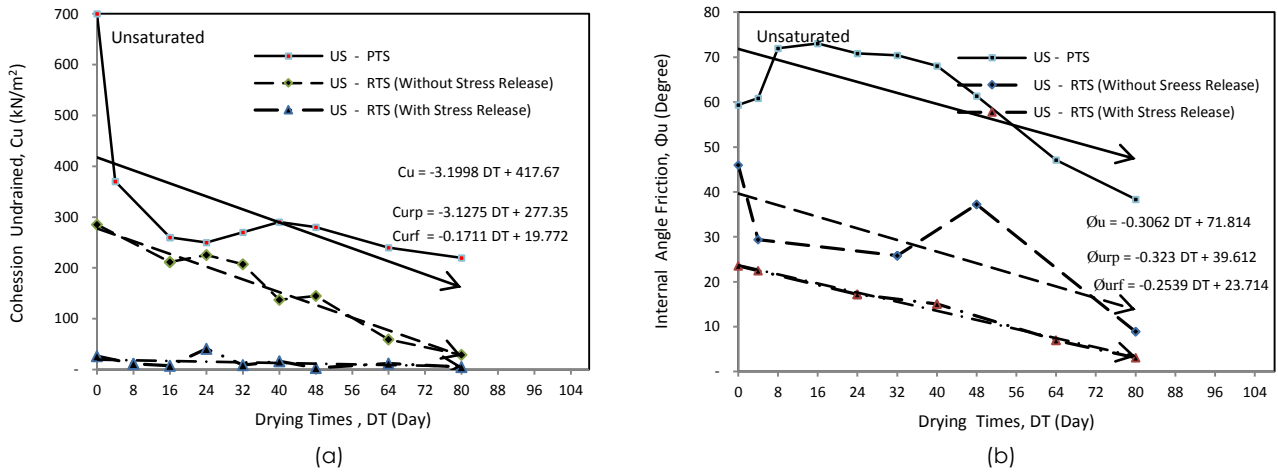 700
600
500
400
300
200
100
-
Cohession Undrained, Cu (kN/m²)
Unsaturated
US - PTS
US - RTS (Without Stress Release)
US - RTS (With Stress Release)
Cu = -3.1998 DT + 417.67
Curp = -3.1275 DT + 277.35
Curf = -0.1711 DT + 19.772
0 8 16 24 32 40 48 56 64 72 80 88 96 104
Drying Times , DT (Day)
(a)
80
70
60
50
40
30
20
10
-
Internal Angle Friction, Φu (Degree)
Unsaturated
US - PTS
US - RTS (Without Sreess Release)
US - RTS (With Stress Release)
Øu = -0.3062 DT + 71.814
Øurp = -0.323 DT + 39.612
Øurf = -0.2539 DT + 23.714
0 8 16 24 32 40 48 56 64 72 80 88 96 104
Drying Times, DT (Day)
(b)